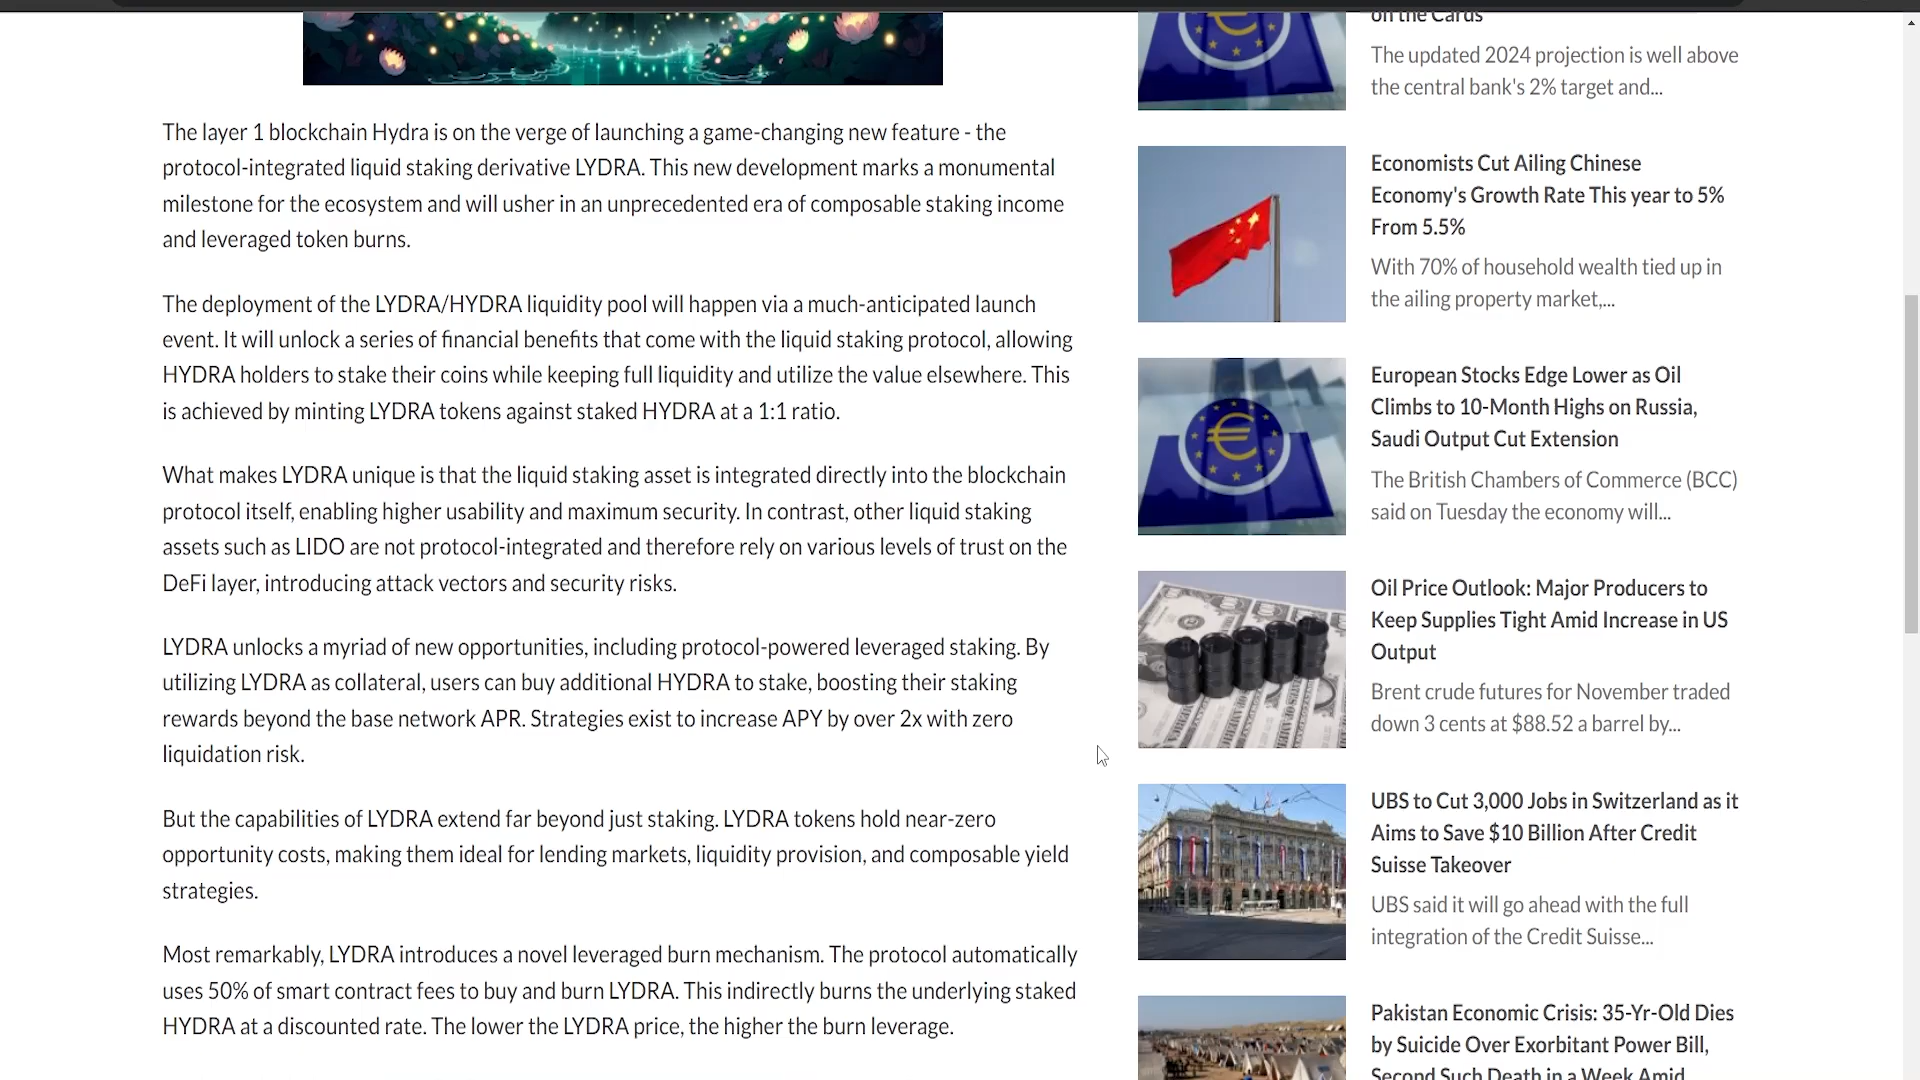 The layer 1 blockchain Hydra is on the verge of launching a game-changing new feature - the
protocol-integrated liquid staking derivative LYDRA. This new development marks a monumental
milestone for the ecosystem and will usher in an unprecedented era of composable staking income
and leveraged token burns.
The deployment of the LYDRA/HYDRA liquidity pool will happen via a much-anticipated launch
event. It will unlock a series of financial benefits that come with the liquid staking protocol, allowing
HYDRA holders to stake their coins while keeping full liquidity and utilize the value elsewhere. This
is achieved by minting LYDRA tokens against staked HYDRA at a 1:1 ratio.
What makes LYDRA unique is that the liquid staking asset is integrated directly into the blockchain
protocol itself, enabling higher usability and maximum security. In contrast, other liquid staking
assets such as LIDO are not protocol-integrated and therefore rely on various levels of trust on the
DeFi layer, introducing attack vectors and security risks.
LYDRA unlocks a myriad of new opportunities, including protocol-powered leveraged staking. By
utilizing LYDRA as collateral, users can buy additional HYDRA to stake, boosting their staking
rewards beyond the base network APR. Strategies exist to increase APY by over 2x with zero
liquidation risk.
But the capabilities of LYDRA extend far beyond just staking. LYDRA tokens hold near-zero
opportunity costs, making them ideal for lending markets, liquidity provision, and composable yield
strategies.
Most remarkably, LYDRA introduces a novel leveraged burn mechanism. The protocol automatically
uses 50% of smart contract fees to buy and burn LYDRA. This indirectly burns the underlying staked
HYDRA at a discounted rate. The lower the LYDRA price, the higher the burn leverage.
on the Cards
The updated 2024 projection is well above
the central bank's 2% target and...
Economists Cut Ailing Chinese
Economy's Growth Rate This year to 5%
From 5.5%
With 70% of household wealth tied up in
the ailing property market,...
European Stocks Edge Lower as Oil
Climbs to 10-Month Highs on Russia,
Saudi Output Cut Extension
The British Chambers of Commerce (BCC)
said on Tuesday the economy will...
Oil Price Outlook: Major Producers to
Keep Supplies Tight Amid Increase in US
Output
Brent crude futures for November traded
down 3 cents at $88.52 a barrel by...
UBS to Cut 3,000 Jobs in Switzerland as it
Aims to Save $10 Billion After Credit
Suisse Takeover
UBS said it will go ahead with the full
integration of the Credit Suisse...
Pakistan Economic Crisis: 35-Yr-Old Dies
by Suicide Over Exorbitant Power Bill,
Second Such Death in a Week Amid